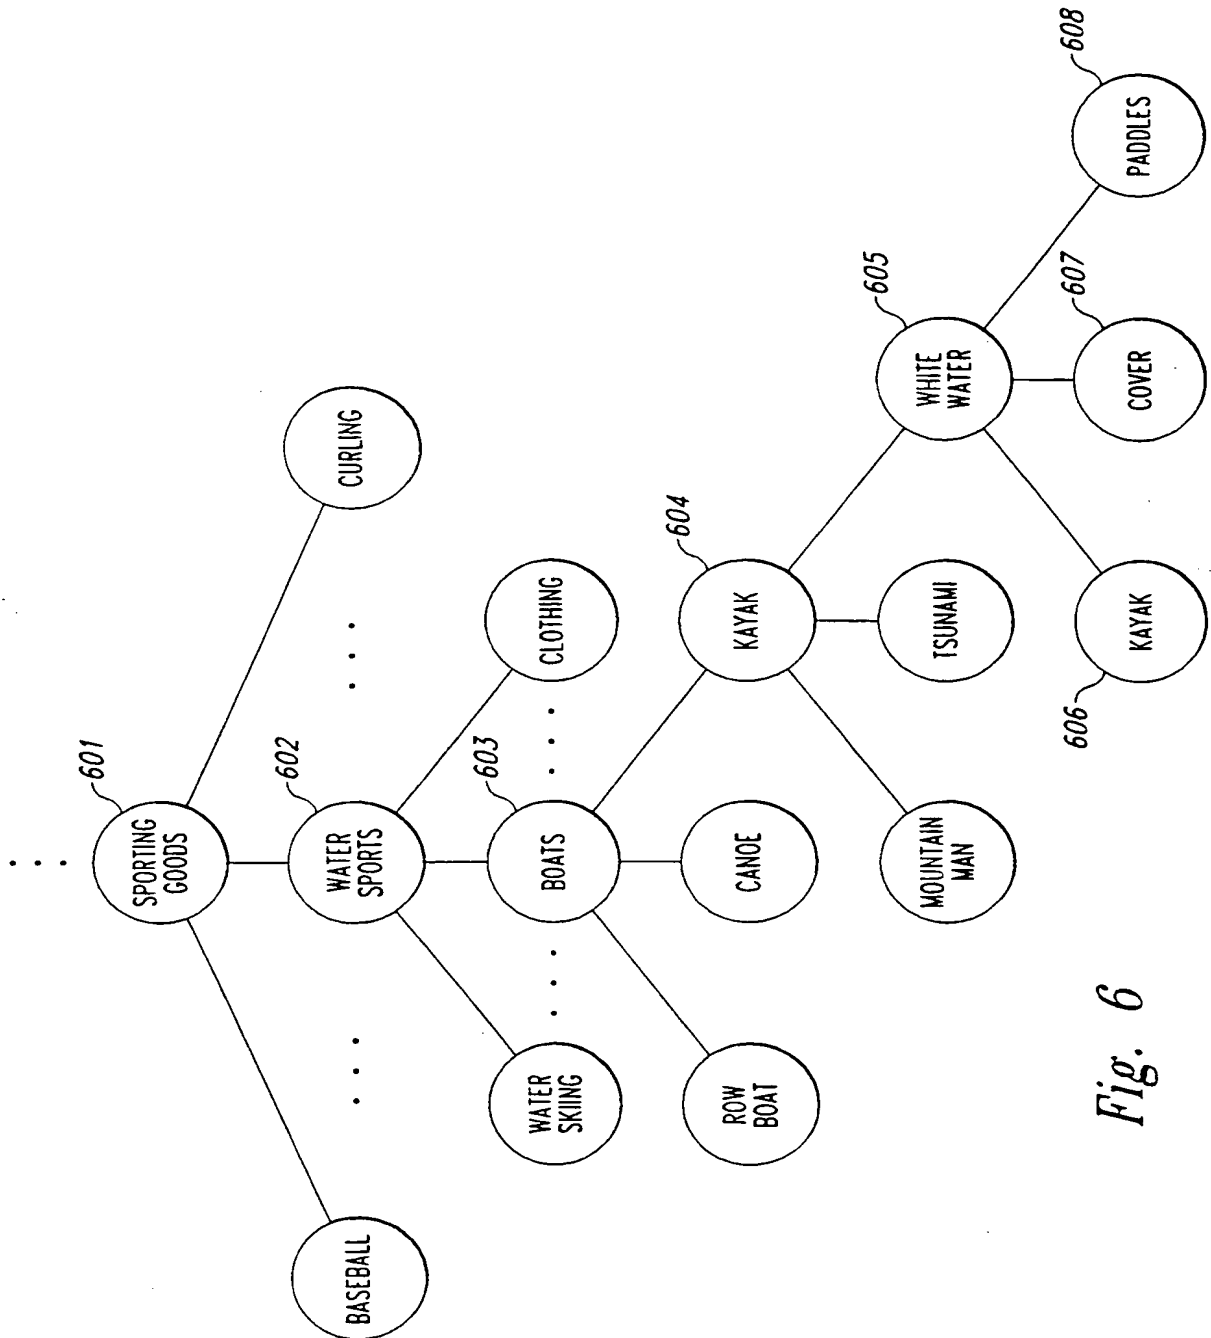 601
SPORTING
GOODS
BASEBALL
602
WATER
SPORTS
CURLING
WATER
SKIING
603
BOATS
CLOTHING
ROW
BOAT
CANOE
604
KAYAK
MOUNTAIN
MAN
TSUNAMI
605
WHITE
WATER
606
KAYAK
607
COVER
608
PADDLES
Fig. 6